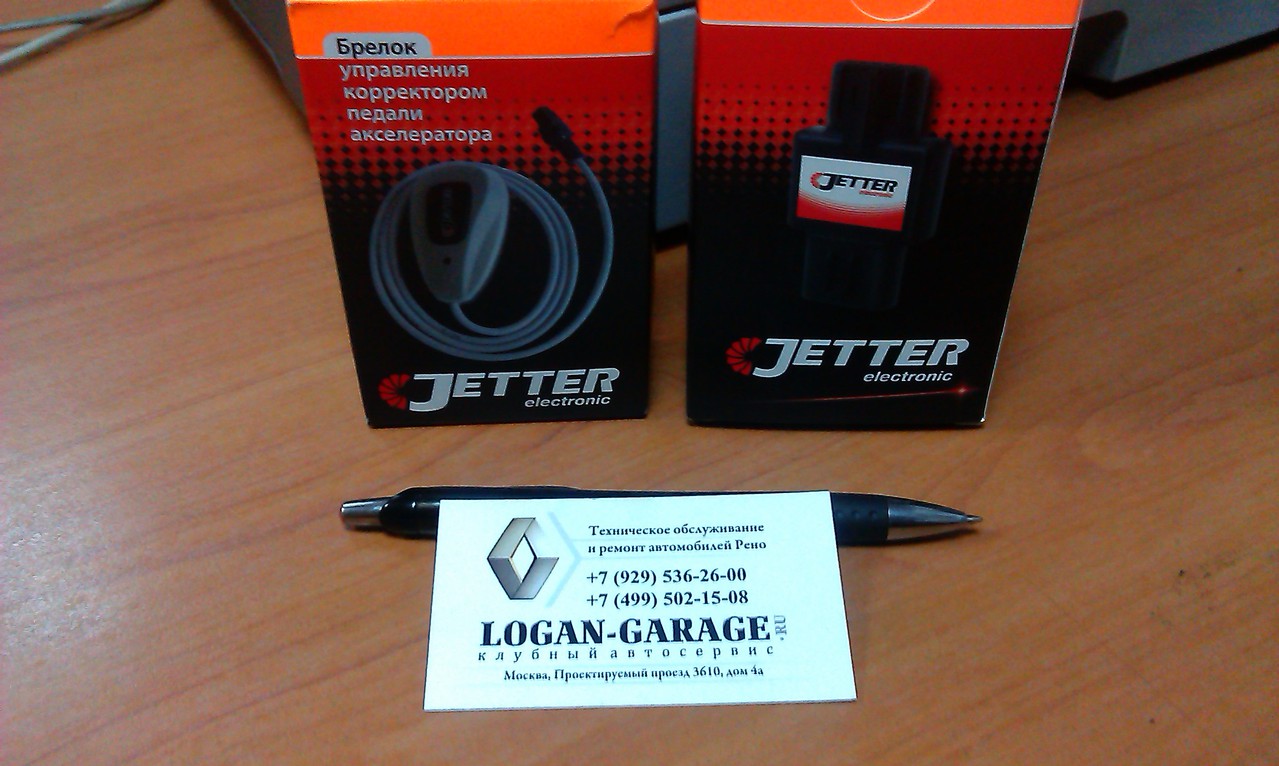 Брелок
управления
корректором
педали
акселератора
JETTER
electronic
JETTER
electronic
JETTER
electronic
Техническое обслуживание
и ремонт автомобилей Рено
+7 (929) 536-26-00
+7 (499) 502-15-08
LOGAN-GARAGE.RU
клубный автосервис
Москва, Проектируемый проезд 3610, дом 4а